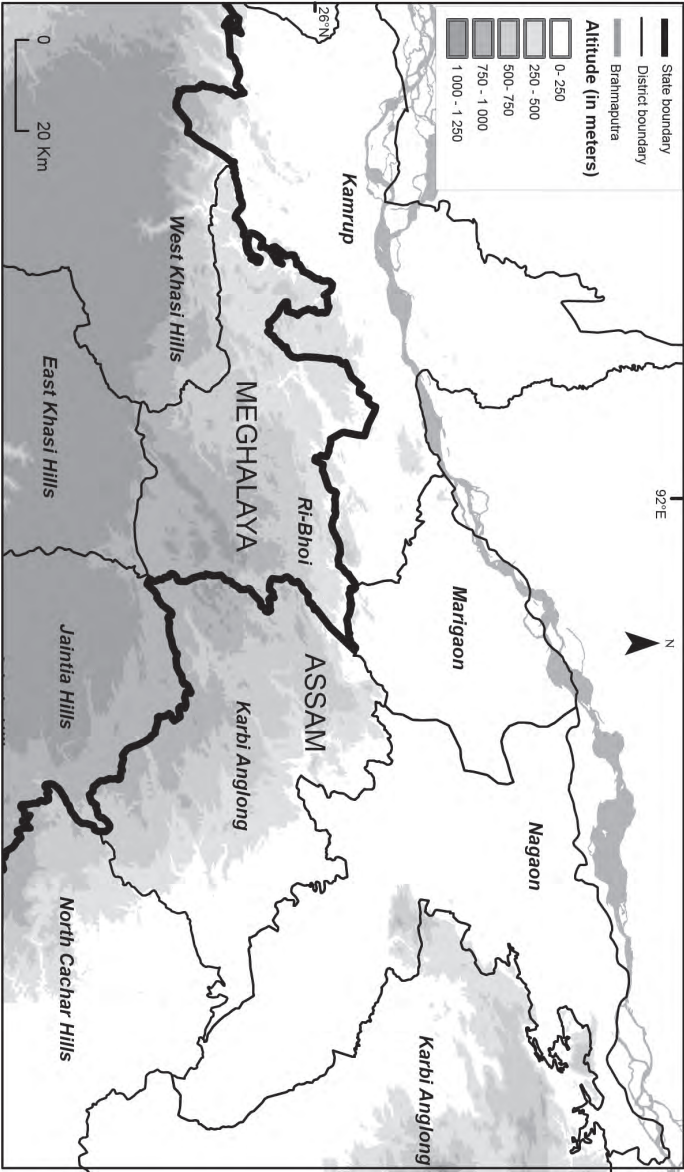 State boundary
District boundary
Brahmaputra
Altitude (in meters)
0- 250
250 - 500
500- 750
750 - 1 000
1 000 - 1 250
26°N
92°E
N
0
20 Km
Kamrup
Marigaon
Nagaon
Karbi Anglong
West Khasi Hills
MEGHALAYA
Ri-Bhoi
ASSAM
Karbi Anglong
East Khasi Hills
Jaintia Hills
North Cachar Hills